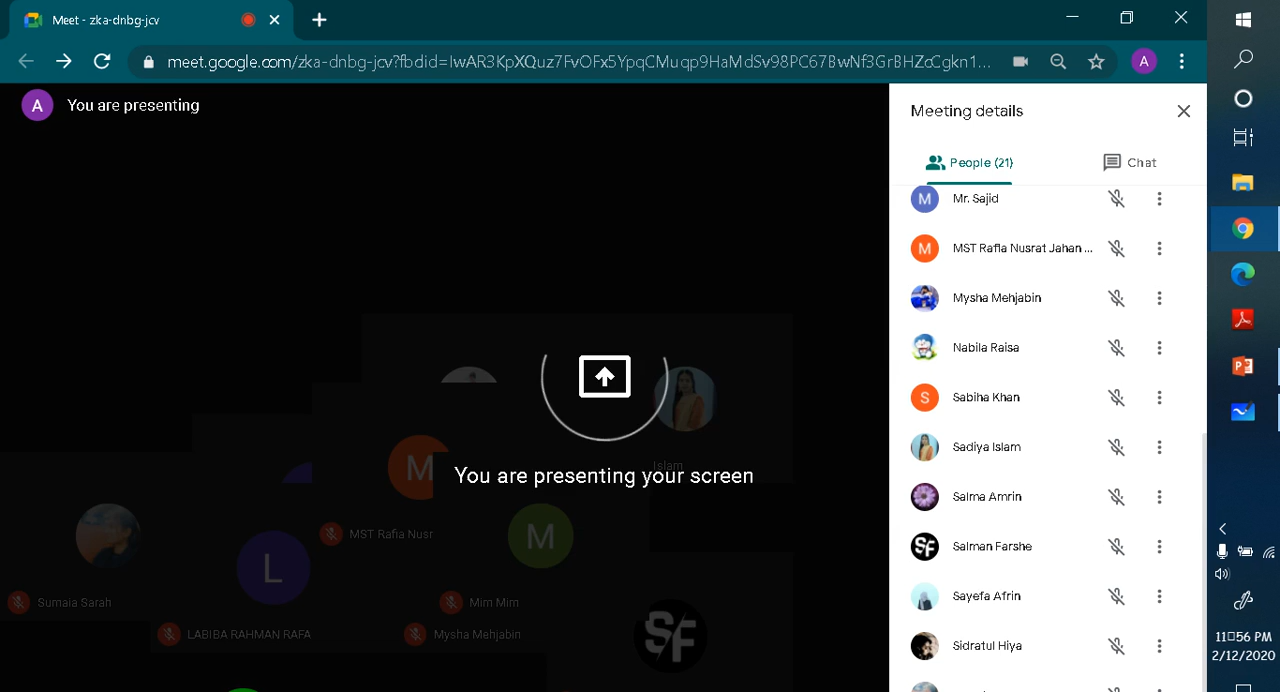 Meet - zka-dnbg-jcv
meet.google.com/zka-dnbg-jcv?fbclid=IwAR3KpXQuz7FvOFx5YpqCMuqp9HaMdSv98PC67BwNf3GrBHZcCgkn1...
A
A
You are presenting
Meeting details
People (21)
Chat
M
Mr. Sajid
M
MST Rafia Nusrat Jahan ...
Mysha Mehjabin
Nabila Raisa
S
Sabiha Khan
Sadiya Islam
Salma Amrin
SF
Salman Farshe
Sayefa Afrin
Sidratul Hiya
You are presenting your screen
Islam
M
MST Rafia Nusr
M
L
Sumaia Sarah
Mim Mim
LABIBA RAHMAN RAFA
Mysha Mehjabin
SF
11:56 PM
2/12/2020